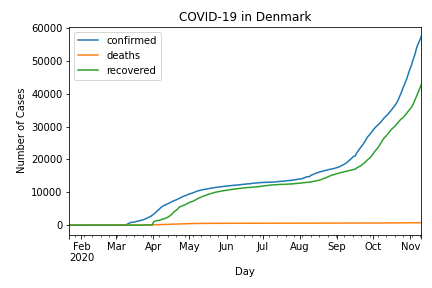 COVID-19 in Denmark
confirmed
deaths
recovered
Number of Cases
60000
50000
40000
30000
20000
10000
0
Feb Mar Apr May Jun Jul Aug Sep Oct Nov
2020
Day